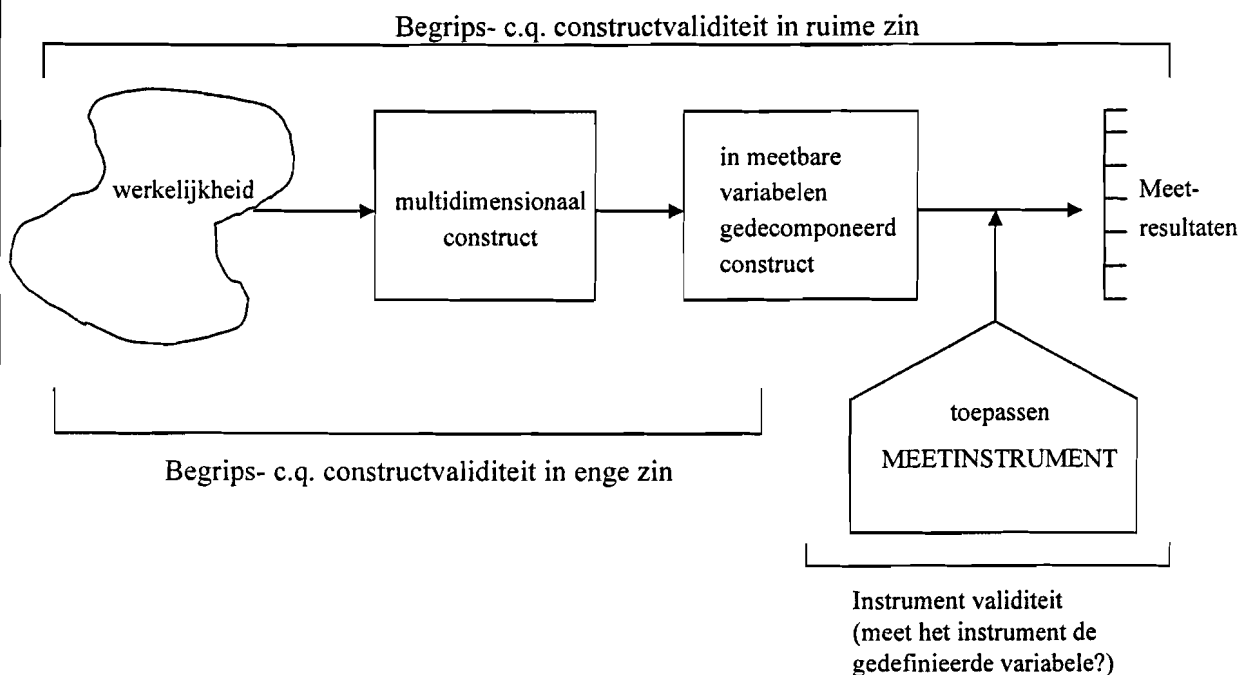 Begrips- c.q. constructvaliditeit in ruime zin
werkelijkheid
multidimensionaal
construct
in meetbare
variabelen
gedecomponeerd
construct
Meet-
resultaten
toepassen
MEETINSTRUMENT
Begrips- c.q. constructvaliditeit in enge zin
Instrument validiteit
(meet het instrument de
gedefinieerde variabele?)